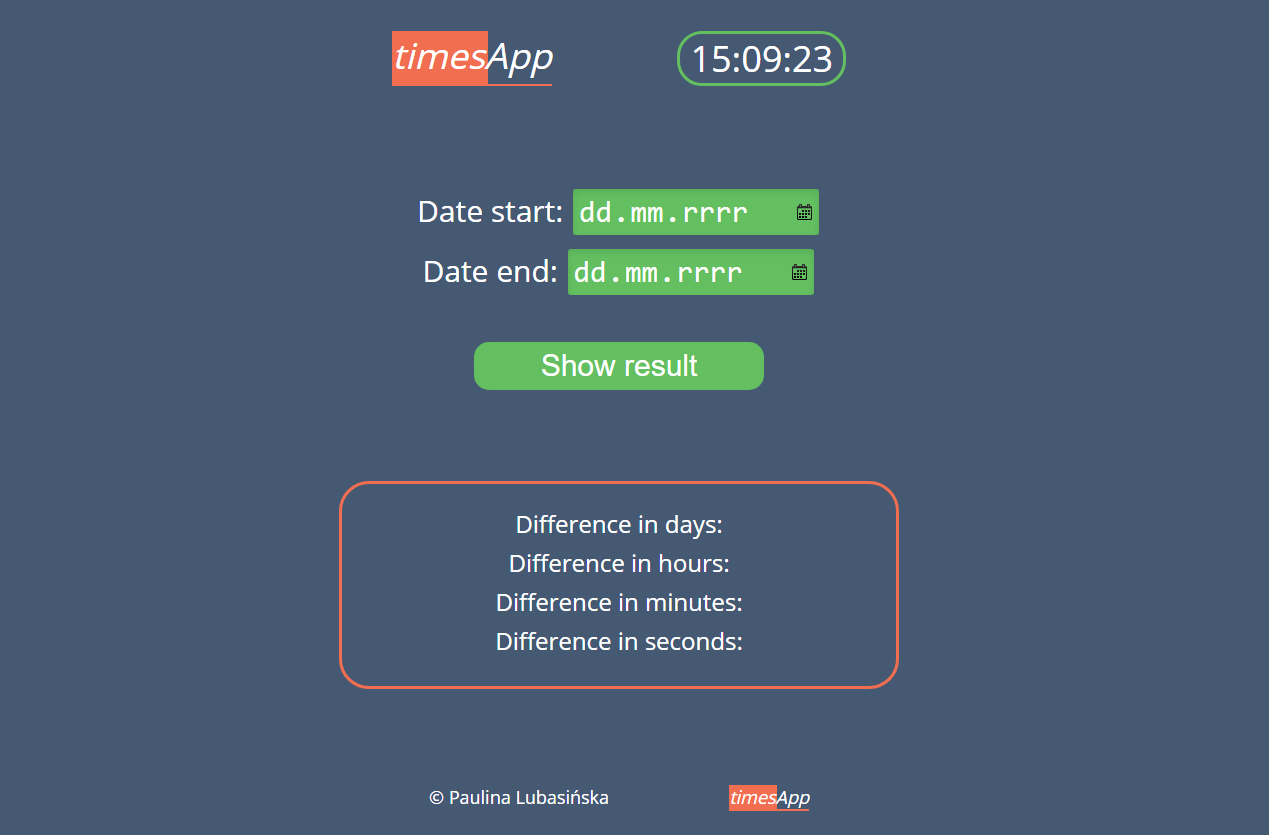 timesApp 15:09:23
Date start: dd.mm.rrrr
Date end: dd.mm.rrrr
Show result
Difference in days:
Difference in hours:
Difference in minutes:
Difference in seconds:
© Paulina Lubasińska timesApp